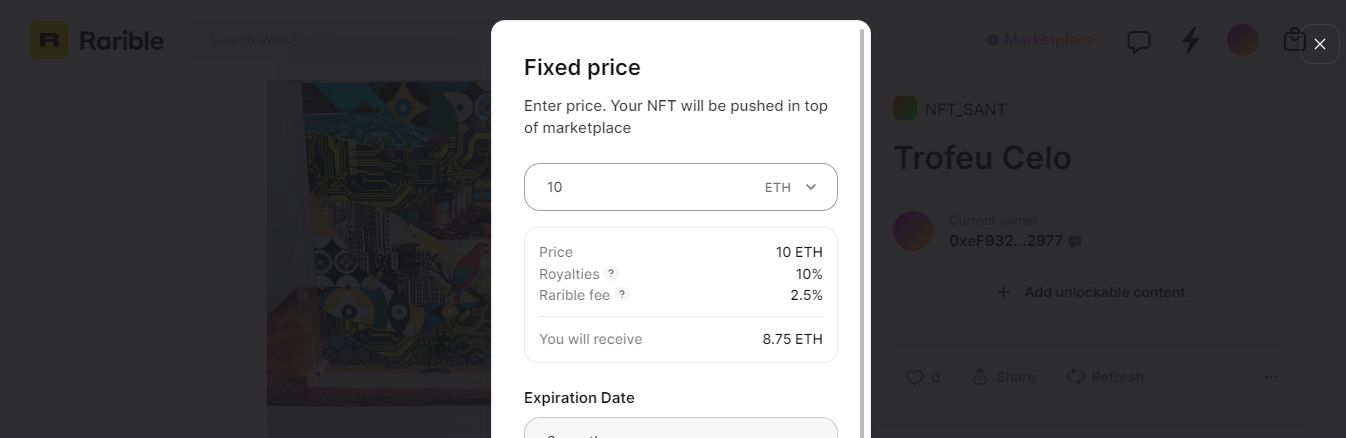 Rarible
Search Web3
Marketplace
Fixed price
Enter price. Your NFT will be pushed in top
of marketplace
10 ETH
Price 10 ETH
Royalties ? 10%
Rarible fee ? 2.5%
You will receive 8.75 ETH
Expiration Date
NFT_SANT
Trofeu Celo
Current owner
0xeF932...2977
Add unlockable content
0 Share Refresh